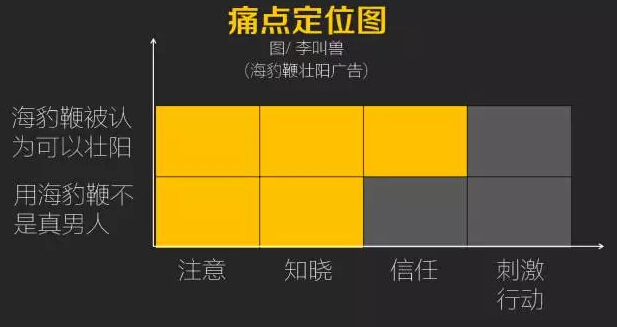 痛点定位图
图/ 李叫兽
（海豹鞭壮阳广告）
海豹鞭被认
为可以壮阳
用海豹鞭不
是真男人
注意
知晓
信任
刺激
行动